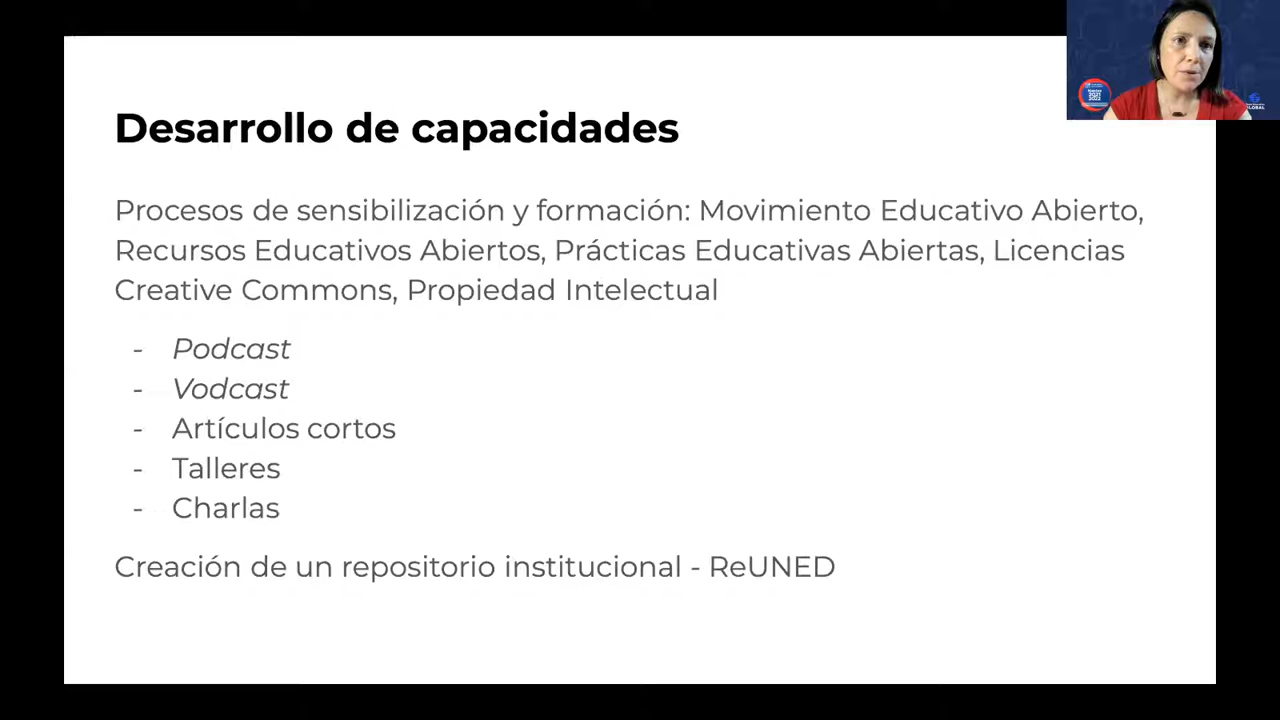 Desarrollo de capacidades
Procesos de sensibilización y formación: Movimiento Educativo Abierto,
Recursos Educativos Abiertos, Prácticas Educativas Abiertas, Licencias
Creative Commons, Propiedad Intelectual
- Podcast
- Vodcast
- Artículos cortos
- Talleres
- Charlas
Creación de un repositorio institucional - ReUNED
GLOBAL